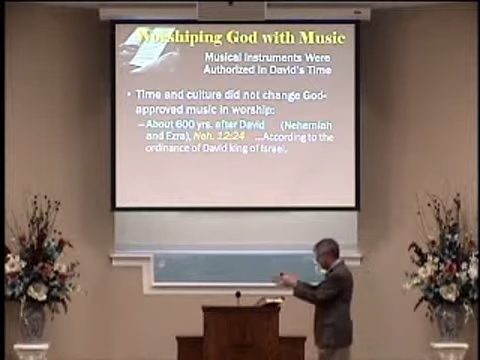 Worshiping God with Music
Musical Instruments Were
Authorized in David's Time
• Time and culture did not change God-
approved music in worship:
–About 600 yrs. after David (Nehemiah
and Ezra), Neh. 12:24 ...According to the
ordinance of David king of Israel.